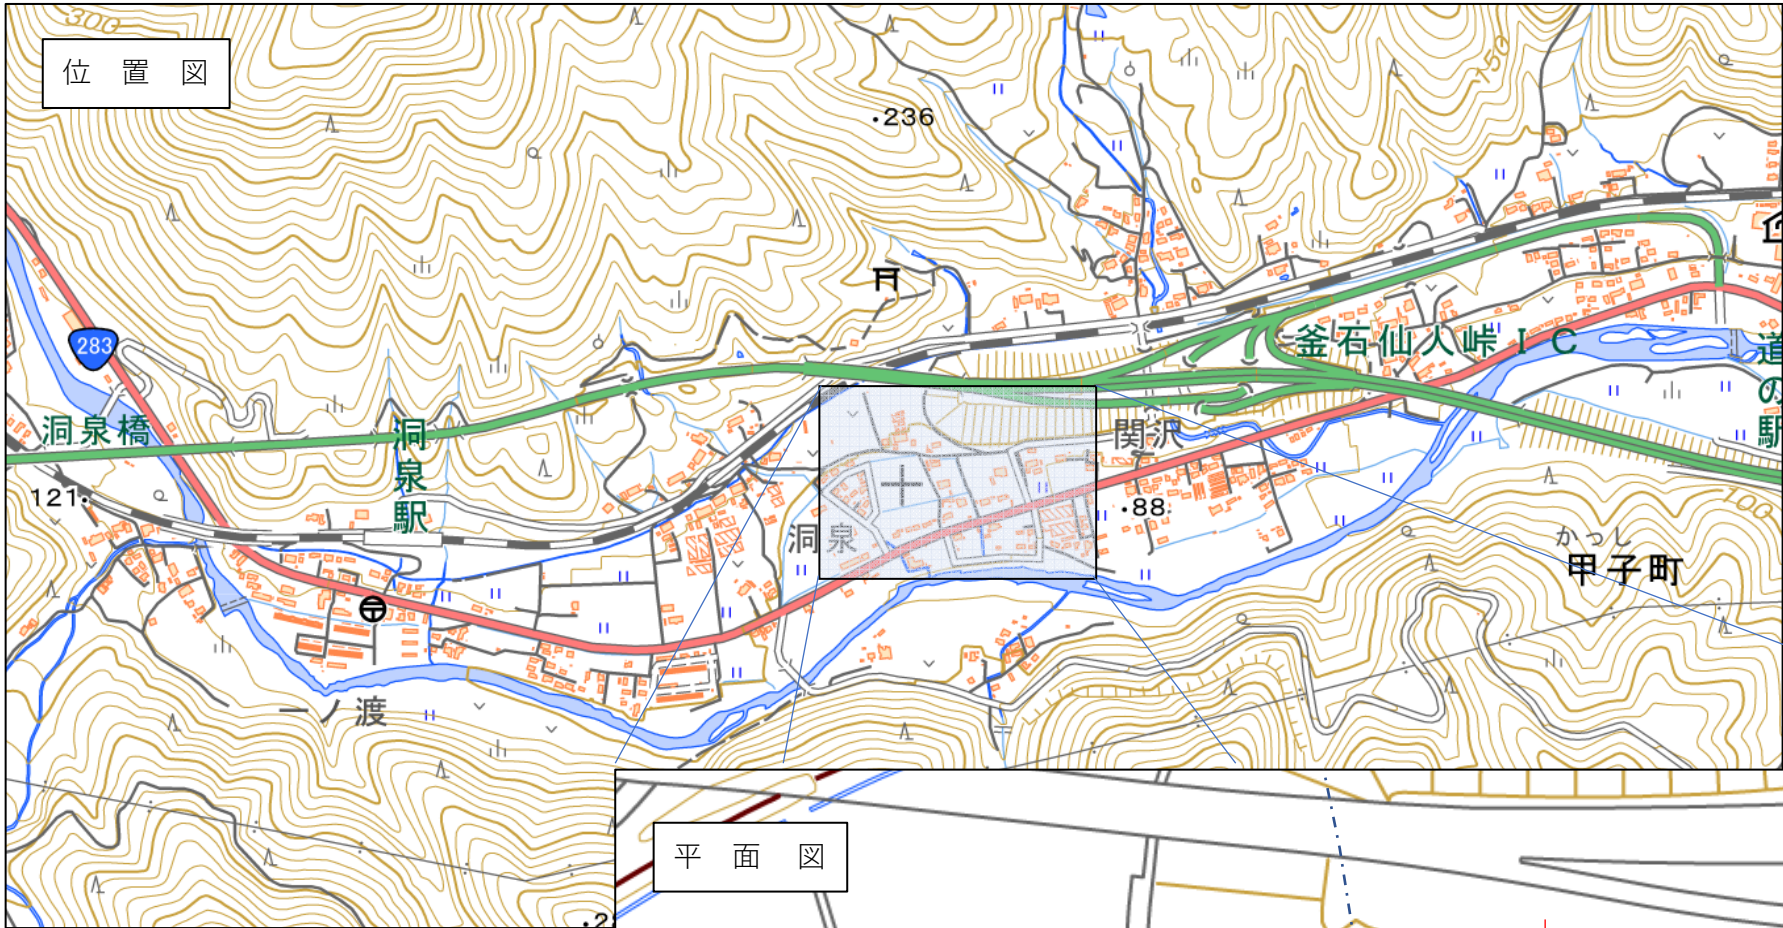 300
位 置 図
236
150
283
釜石仙人峠IC
道の駅
洞泉橋
洞泉駅
関沢
121
88
100
洞泉
かっし
甲子町
一ノ渡
平 面 図